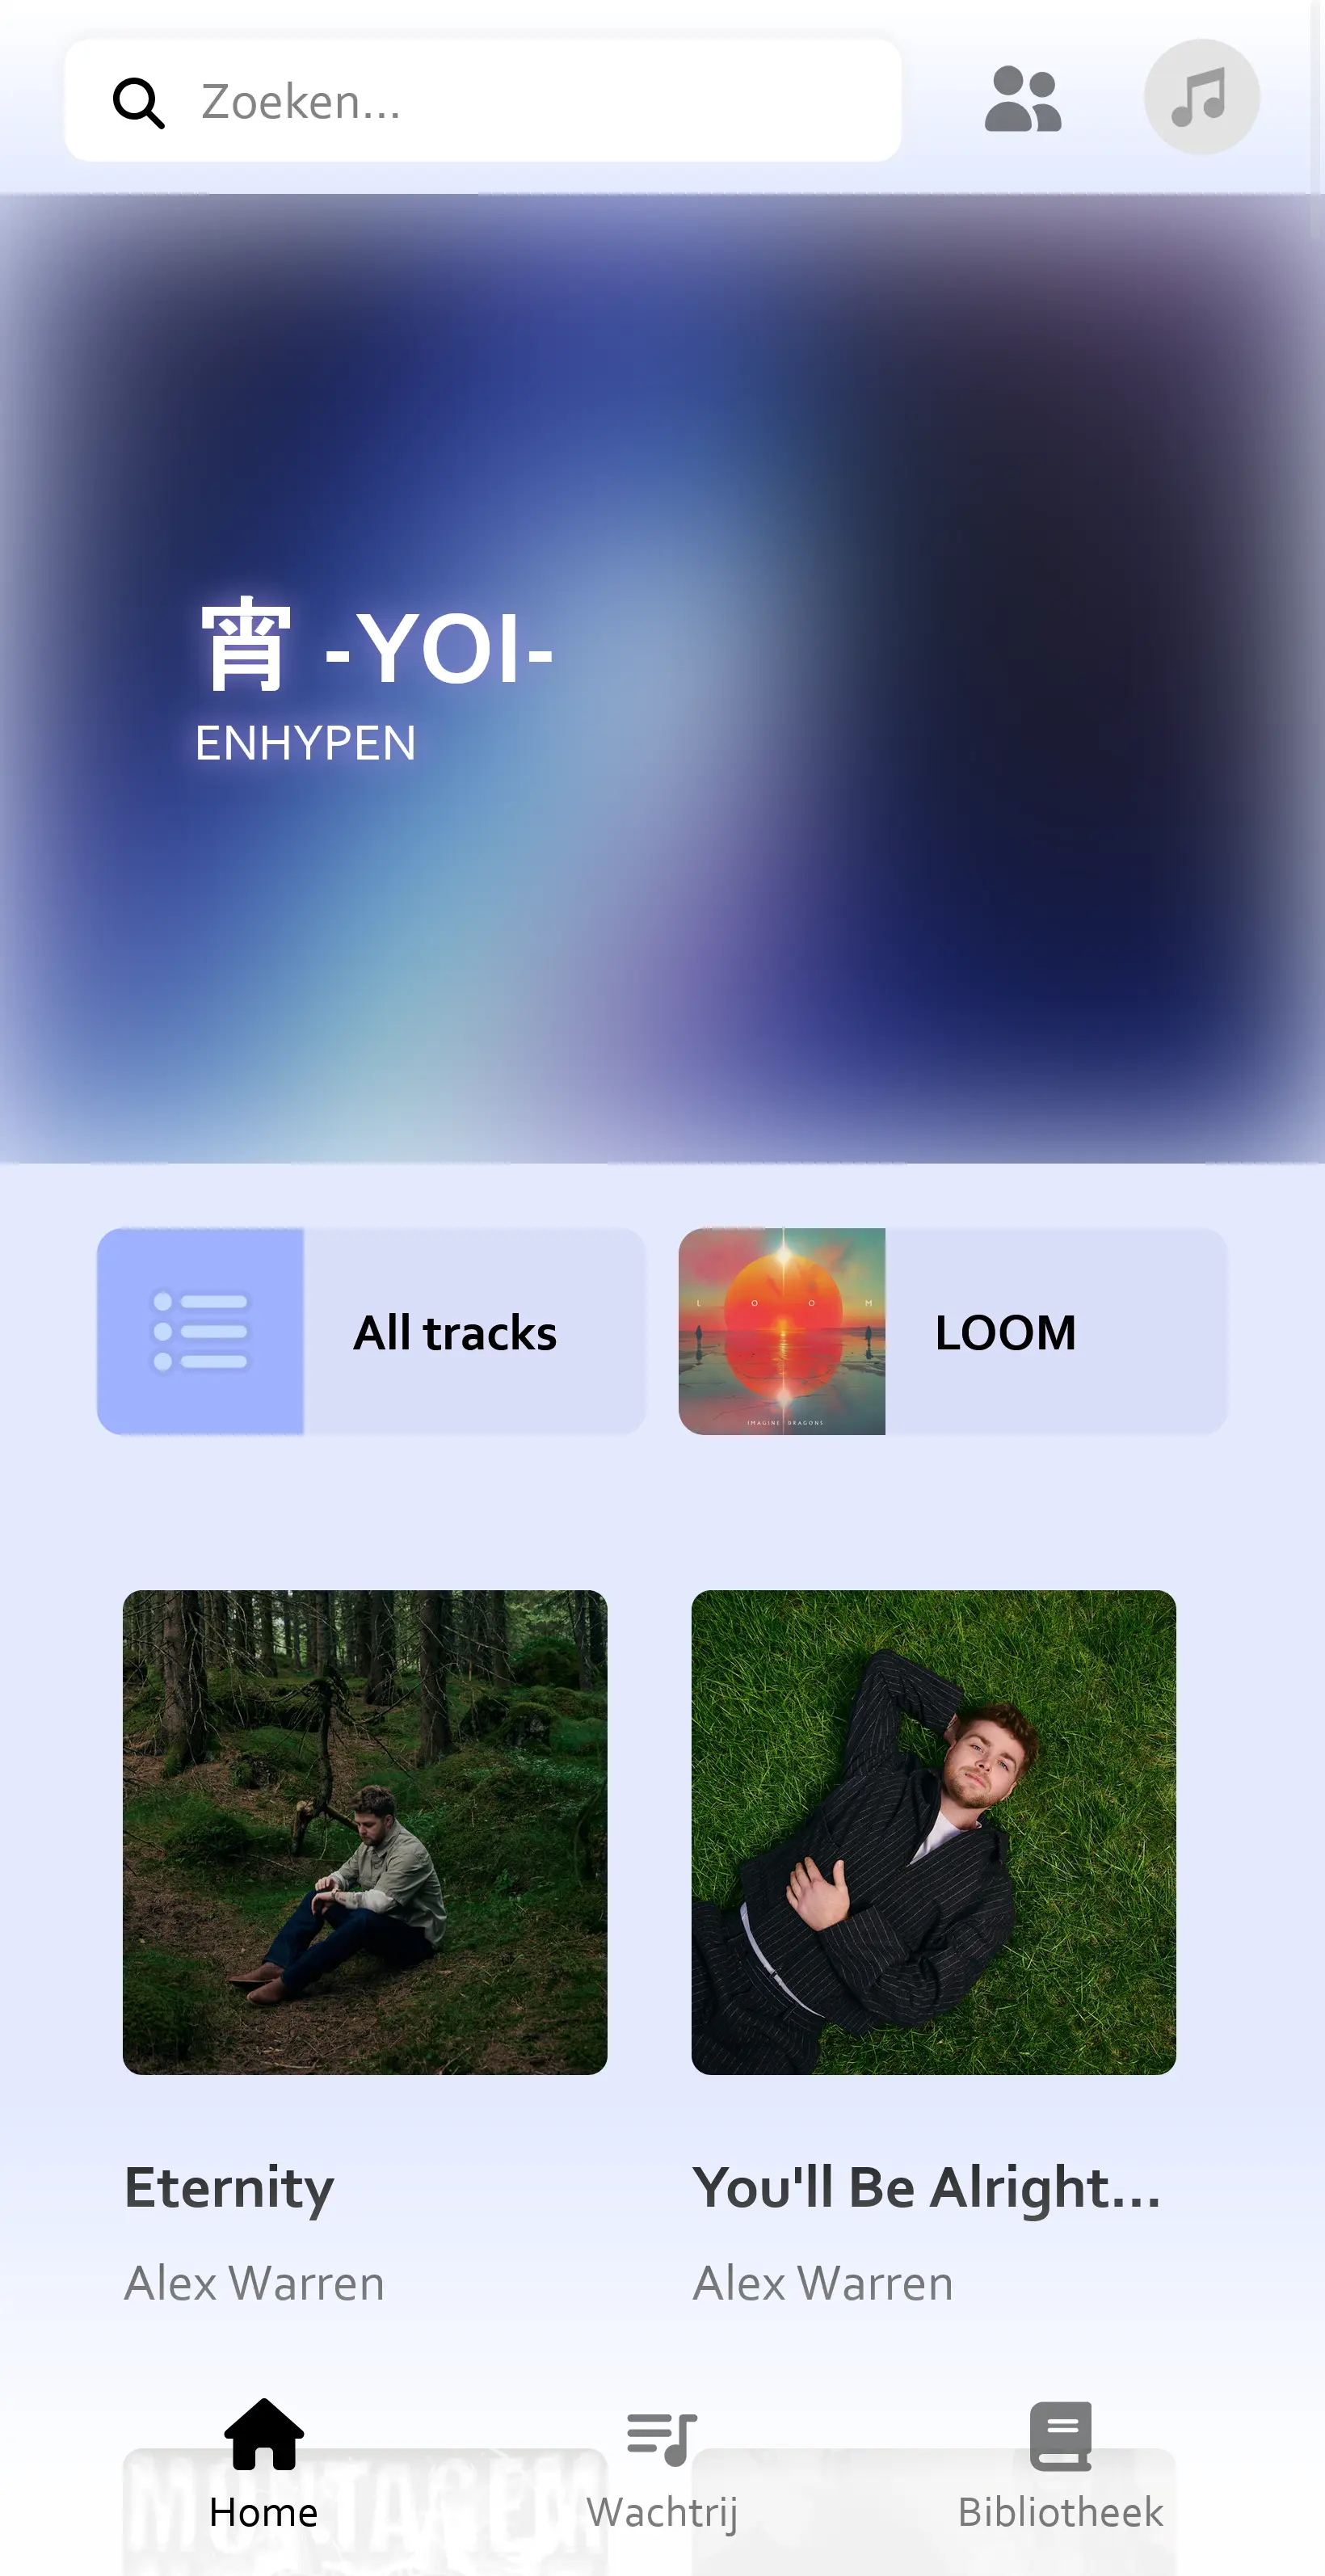 Zoeken...
宵 -YOI-
ENHYPEN
All tracks
L O O M
IMAGINE DRAGONS
LOOM
Eternity
Alex Warren
You'll Be Alright...
Alex Warren
MONTAGEM
Home
Wachtrij
Bibliotheek